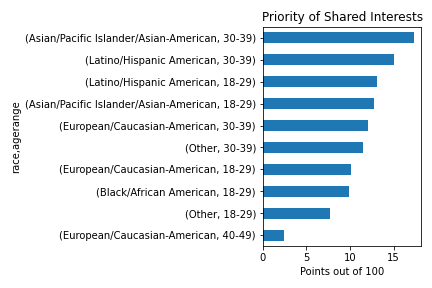 Priority of Shared Interests
(Asian/Pacific Islander/Asian-American, 30-39)
(Latino/Hispanic American, 30-39)
(Latino/Hispanic American, 18-29)
(Asian/Pacific Islander/Asian-American, 18-29)
(European/Caucasian-American, 30-39)
(Other, 30-39)
(European/Caucasian-American, 18-29)
(Black/African American, 18-29)
(Other, 18-29)
(European/Caucasian-American, 40-49)
race,agerange
0 5 10 15
Points out of 100